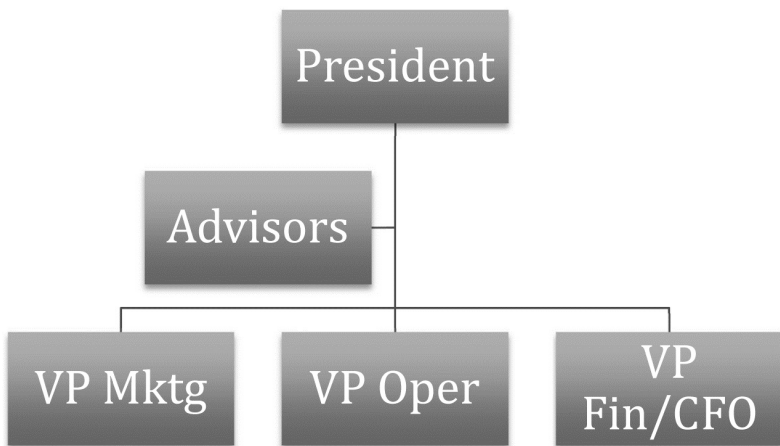 President
Advisors
VP Mktg
VP Oper
VP
Fin/CFO